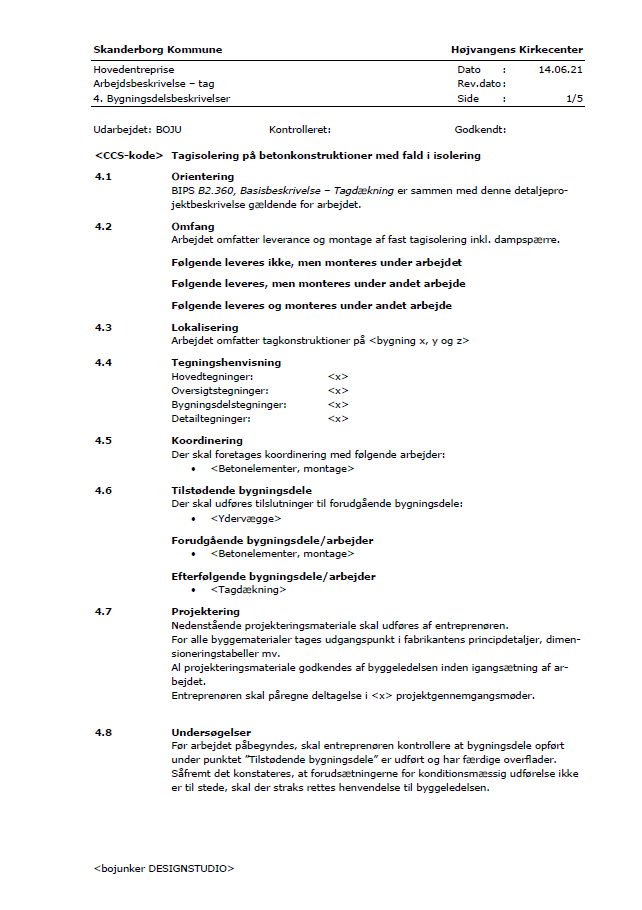 Skanderborg Kommune Højvangens Kirkecenter
Hovedentreprise Dato : 14.06.21
Arbejdsbeskrivelse – tag Rev.dato:
4. Bygningsdelsbeskrivelser Side : 1/5
Udarbejdet: BOJU Kontrolleret: Godkendt:
<CCS-kode> Tagisolering på betonkonstruktioner med fald i isolering
4.1 Orientering
BIPS B2.360, Basisbeskrivelse – Tagdækning er sammen med denne detaljepro-
jektbeskrivelse gældende for arbejdet.
4.2 Omfang
Arbejdet omfatter leverance og montage af fast tagisolering inkl. dampspærre.
Følgende leveres ikke, men monteres under arbejdet
Følgende leveres, men monteres under andet arbejde
Følgende leveres og monteres under andet arbejde
4.3 Lokalisering
Arbejdet omfatter tagkonstruktioner på <bygning x, y og z>
4.4 Tegningshenvisning
Hovedtegninger: <x>
Oversigtstegninger: <x>
Bygningsdelstegninger: <x>
Detailtegninger: <x>
4.5 Koordinering
Der skal foretages koordinering med følgende arbejder:
• <Betonelementer, montage>
4.6 Tilstødende bygningsdele
Der skal udføres tilslutninger til forudgående bygningsdele:
• <Ydervægge>
Forudgående bygningsdele/arbejder
• <Betonelementer, montage>
Efterfølgende bygningsdele/arbejder
• <Tagdækning>
4.7 Projektering
Nedenstående projekteringsmateriale skal udføres af entreprenøren.
For alle byggematerialer tages udgangspunkt i fabrikantens principdetaljer, dimen-
sioneringstabeller mv.
Al projekteringsmateriale godkendes af byggeledelsen inden igangsætning af ar-
bejdet.
Entreprenøren skal påregne deltagelse i <x> projektgennemgangsmøder.
4.8 Undersøgelser
Før arbejdet påbegyndes, skal entreprenøren kontrollere at bygningsdele opført
under punktet ”Tilstødende bygningsdele” er udført og har færdige overflader.
Såfremt det konstateres, at forudsætningerne for konditionsmæssig udførelse ikke
er til stede, skal der straks rettes henvendelse til byggeledelsen.
<bojunker DESIGNSTUDIO>